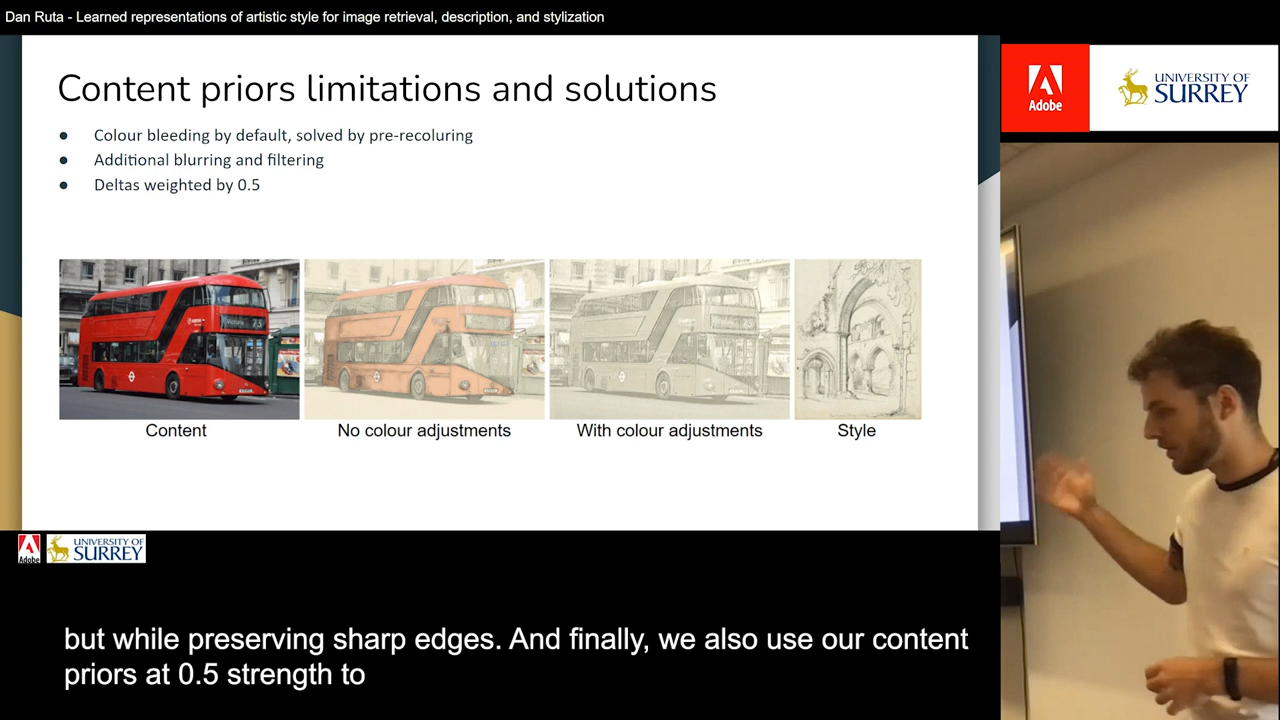 Dan Ruta - Learned representations of artistic style for image retrieval, description, and stylization
Content priors limitations and solutions
Colour bleeding by default, solved by pre-recoluring
Additional blurring and filtering
Deltas weighted by 0.5
Content
No colour adjustments
With colour adjustments
Style
Adobe
UNIVERSITY OF
SURREY
Adobe
UNIVERSITY OF
SURREY
but while preserving sharp edges. And finally, we also use our content
priors at 0.5 strength to